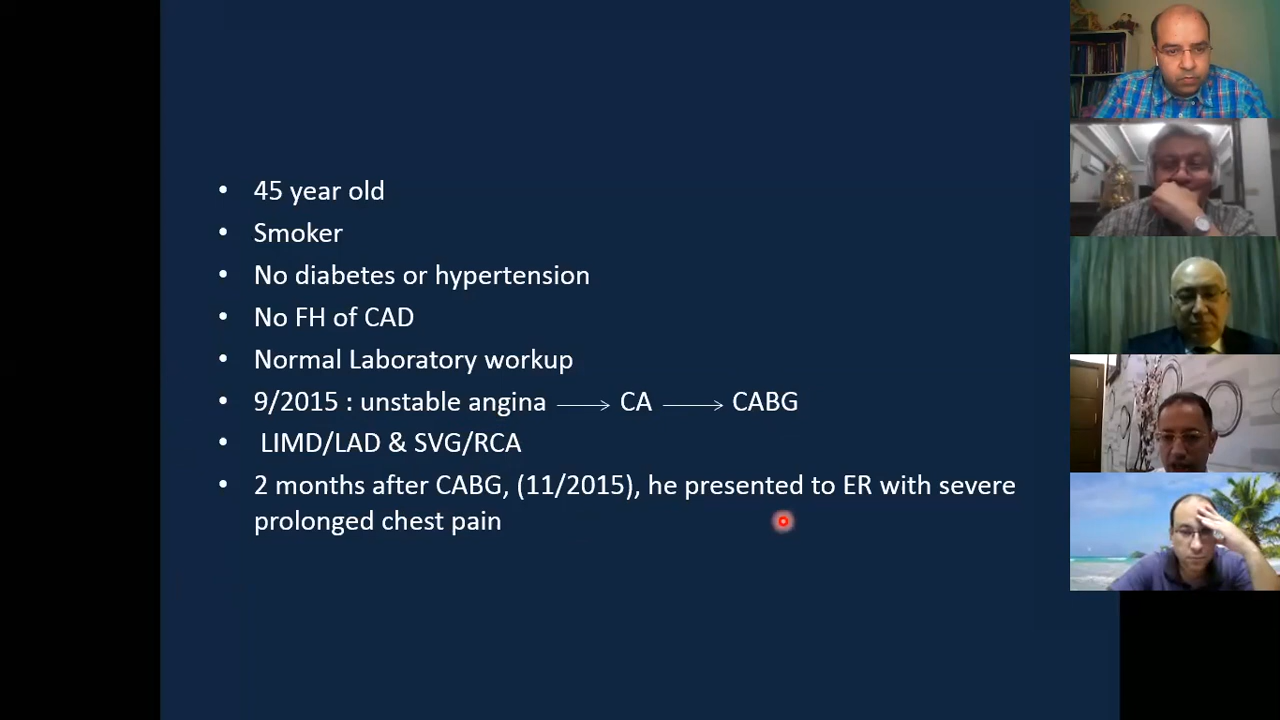 • 45 year old
• Smoker
• No diabetes or hypertension
• No FH of CAD
• Normal Laboratory workup
• 9/2015 : unstable angina → CA → CABG
• LIMD/LAD & SVG/RCA
• 2 months after CABG, (11/2015), he presented to ER with severe
prolonged chest pain